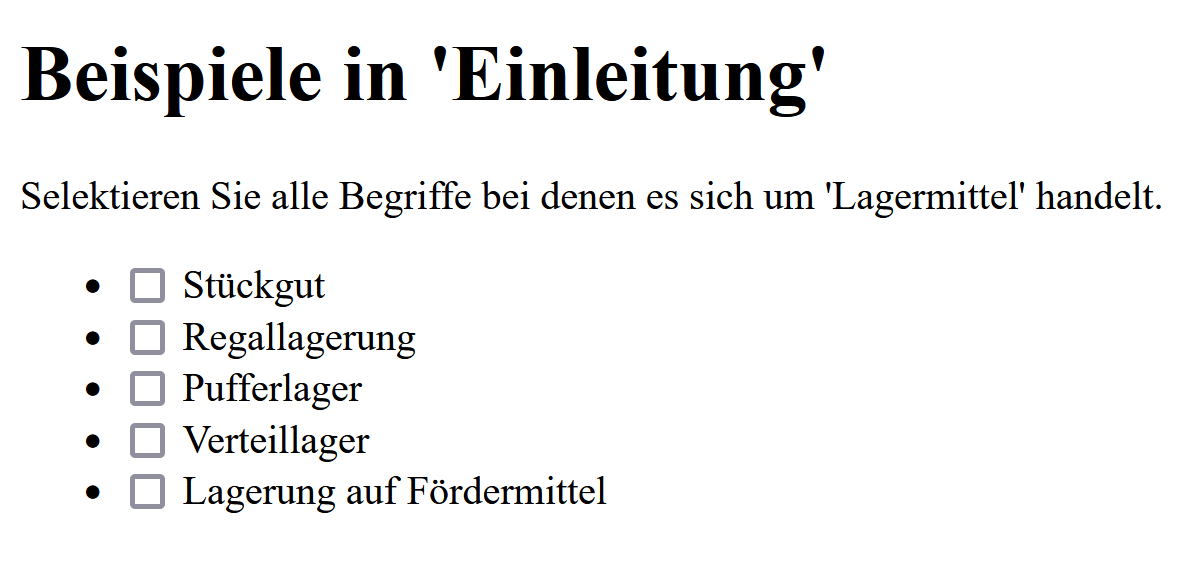 Beispiele in 'Einleitung'
Selektieren Sie alle Begriffe bei denen es sich um 'Lagermittel' handelt.
Stückgut
Regallagerung
Pufferlager
Verteillager
Lagerung auf Fördermittel